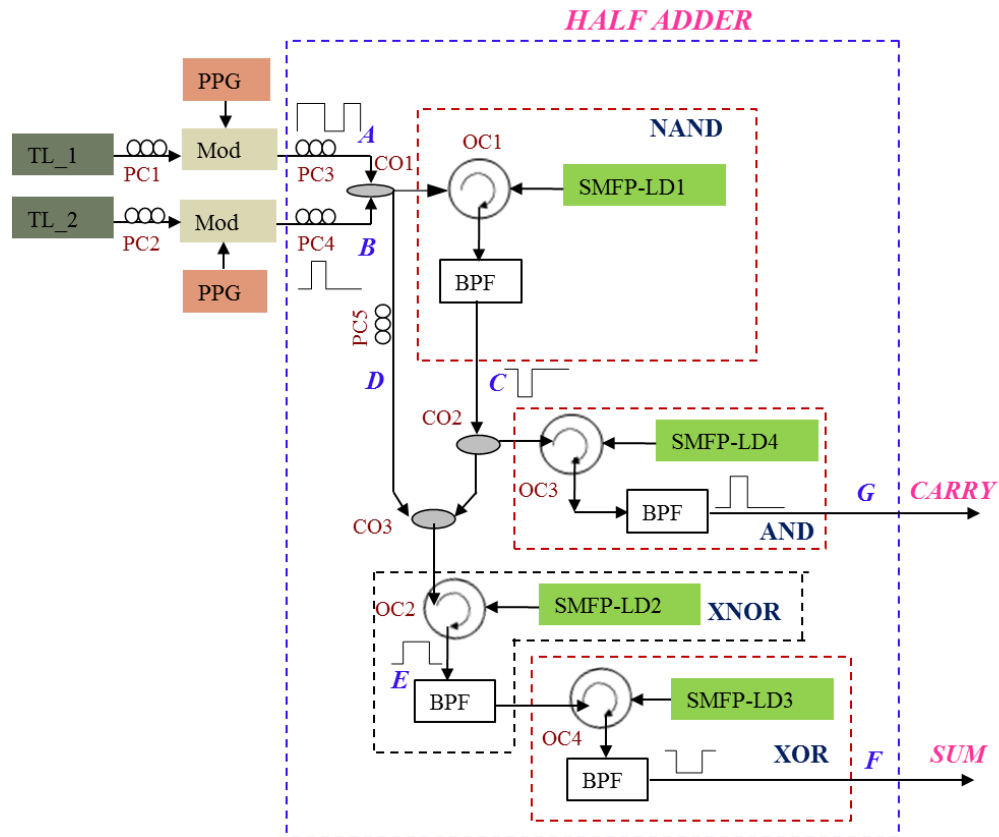 HALF ADDER
PPG
A
NAND
OC1
TL_1
PC1
Mod
PC3
CO1
SMFP-LD1
TL_2
PC2
Mod
PC4
B
PPG
BPF
PC5
D
C
CO2
SMFP-LD4
OC3
BPF
G
CARRY
AND
CO3
OC2
SMFP-LD2
XNOR
E
BPF
SMFP-LD3
OC4
BPF
XOR
F
SUM